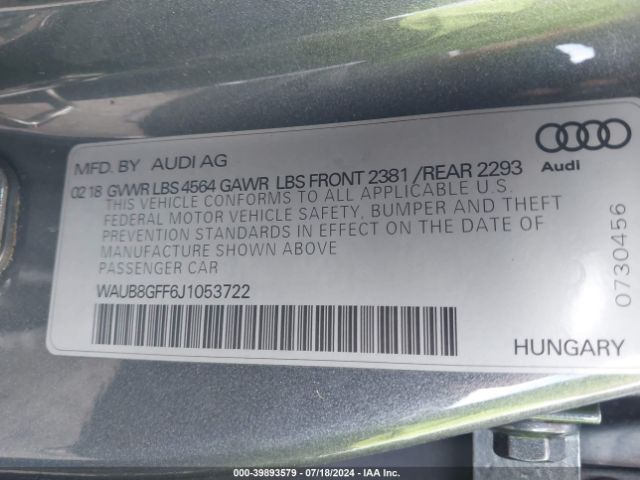 MFD. BY AUDI AG
Audi
02 18 GVWR LBS 4564 GAWR LBS FRONT 2381 /REAR 2293
THIS VEHICLE CONFORMS TO ALL APPLICABLE U.S.
FEDERAL MOTOR VEHICLE SAFETY, BUMPER AND THEFT
PREVENTION STANDARDS IN EFFECT ON THE DATE OF
MANUFACTURE SHOWN ABOVE
PASSENGER CAR
WAUB8GFF6J1053722
0730456
HUNGARY
000-39893579 - 07/18/2024 - IAA Inc.